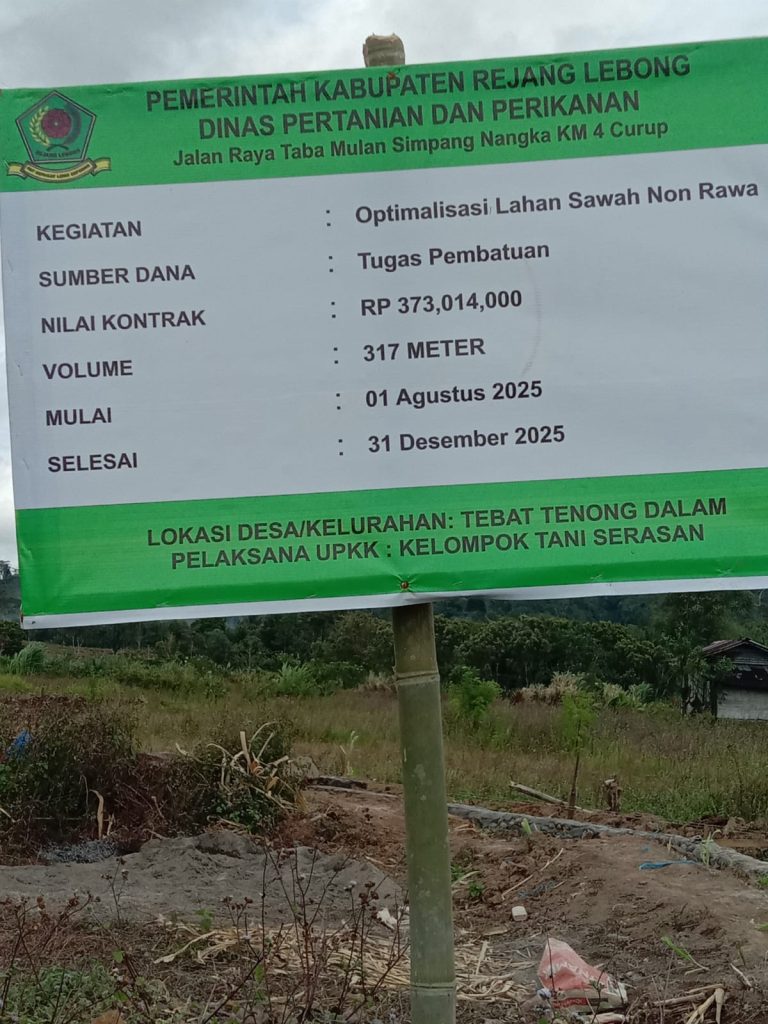 PEMERINTAH KABUPATEN REJANG LEBONG
DINAS PERTANIAN DAN PERIKANAN
Jalan Raya Taba Mulan Simpang Nangka KM 4 Curup
REJANG LEBONG
KEGIATAN : Optimalisasi Lahan Sawah Non Rawa
SUMBER DANA : Tugas Pembatuan
NILAI KONTRAK : RP 373,014,000
VOLUME : 317 METER
MULAI : 01 Agustus 2025
SELESAI : 31 Desember 2025
LOKASI DESA/KELURAHAN: TEBAT TENONG DALAM
PELAKSANA UPKK : KELOMPOK TANI SERASAN